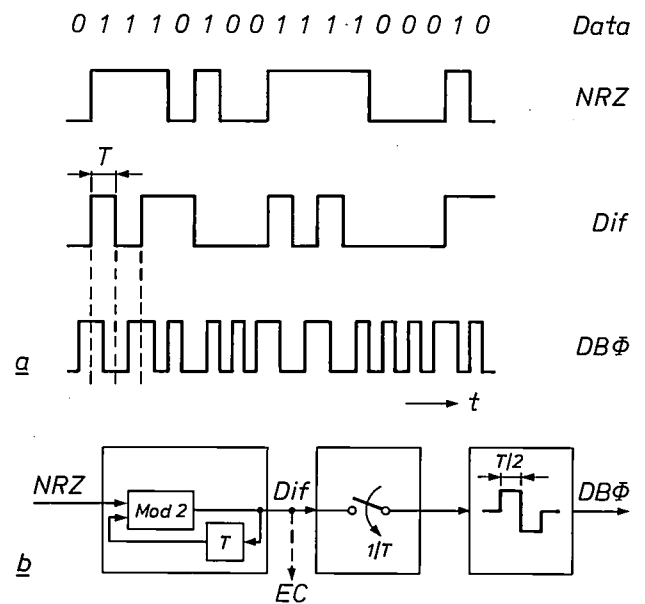 0 1 1 1 0 1 0 0 1 1 1 1 0 0 0 1 0 Data
NRZ
T
Dif
DBΦ
a
t
NRZ
Mod 2
T
Dif
EC
1/T
T/2
DBΦ
b